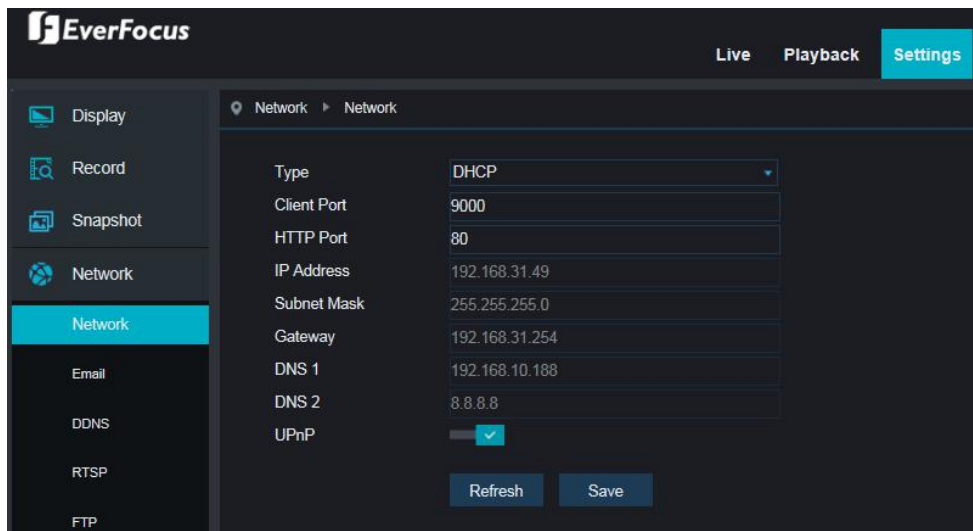 EverFocus
Live Playback Settings
Display
Record
Snapshot
Network
Network
Email
DDNS
RTSP
FTP
Network Network
Type DHCP
Client Port 9000
HTTP Port 80
IP Address 192.168.31.49
Subnet Mask 255.255.255.0
Gateway 192.168.31.254
DNS 1 192.168.10.188
DNS 2 8.8.8.8
UPnP
Refresh Save